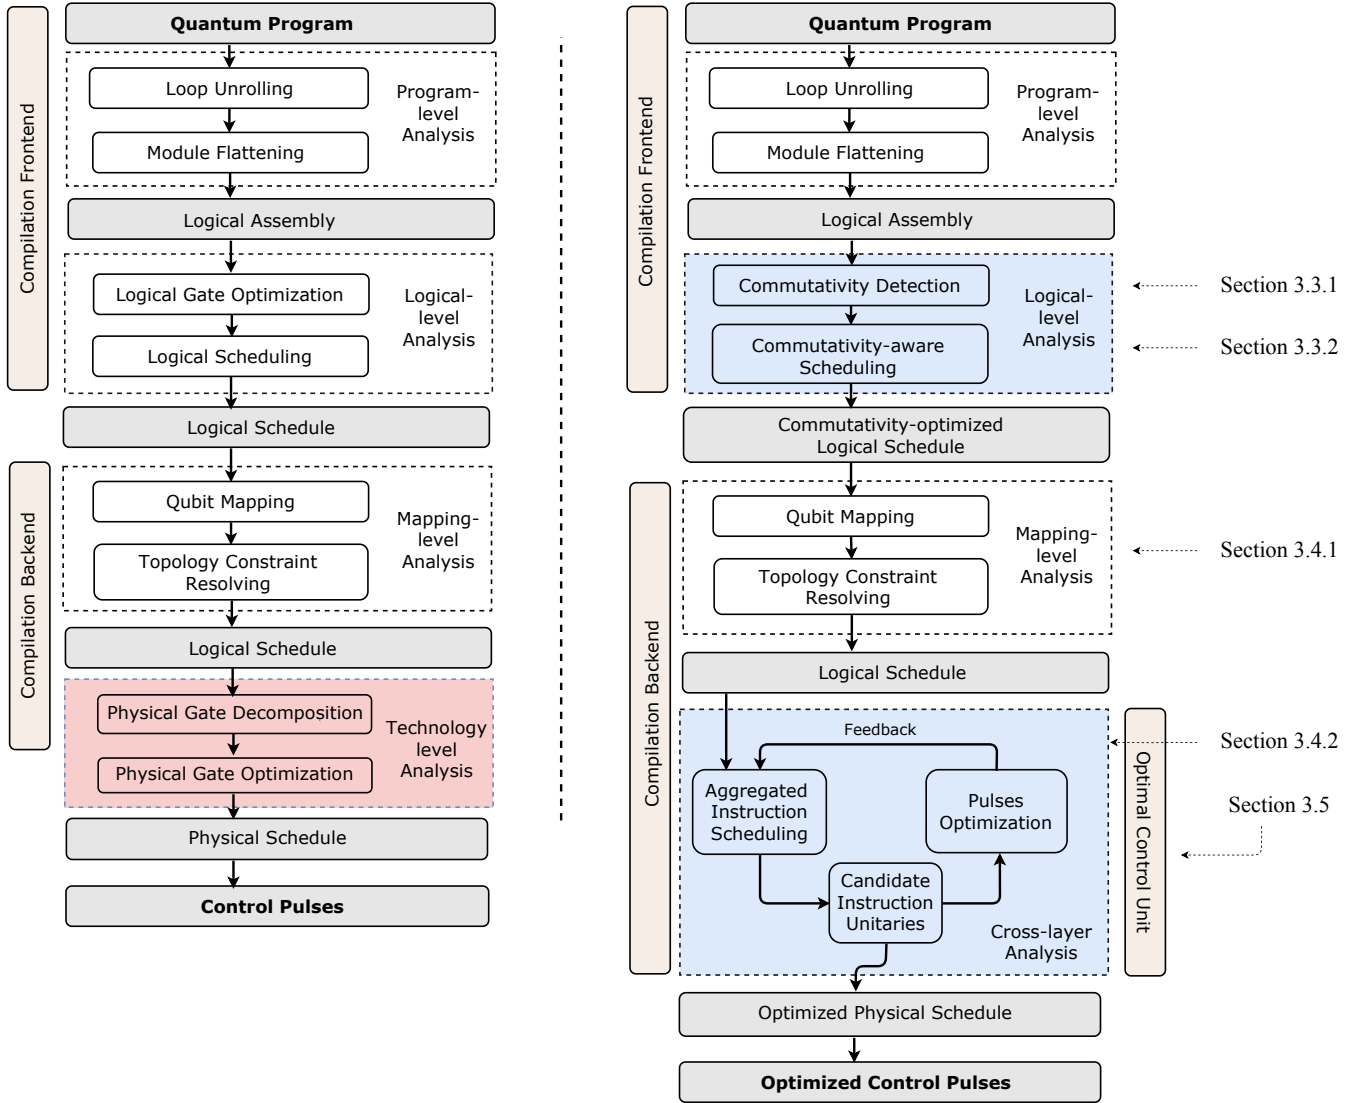 Quantum Program
Compilation Frontend
Loop Unrolling
Module Flattening
Program-
level
Analysis
Logical Assembly
Logical Gate Optimization
Logical Scheduling
Logical-
level
Analysis
Logical Schedule
Compilation Backend
Qubit Mapping
Topology Constraint
Resolving
Mapping-
level
Analysis
Logical Schedule
Physical Gate Decomposition
Physical Gate Optimization
Technology
level
Analysis
Physical Schedule
Control Pulses
Quantum Program
Compilation Frontend
Loop Unrolling
Module Flattening
Program-
level
Analysis
Logical Assembly
Commutativity Detection
Commutativity-aware
Scheduling
Logical-
level
Analysis
Section 3.3.1
Section 3.3.2
Commutativity-optimized
Logical Schedule
Compilation Backend
Qubit Mapping
Topology Constraint
Resolving
Mapping-
level
Analysis
Section 3.4.1
Logical Schedule
Feedback
Aggregated
Instruction
Scheduling
Pulses
Optimization
Candidate
Instruction
Unitaries
Cross-layer
Analysis
Optimal Control Unit
Section 3.4.2
Section 3.5
Optimized Physical Schedule
Optimized Control Pulses